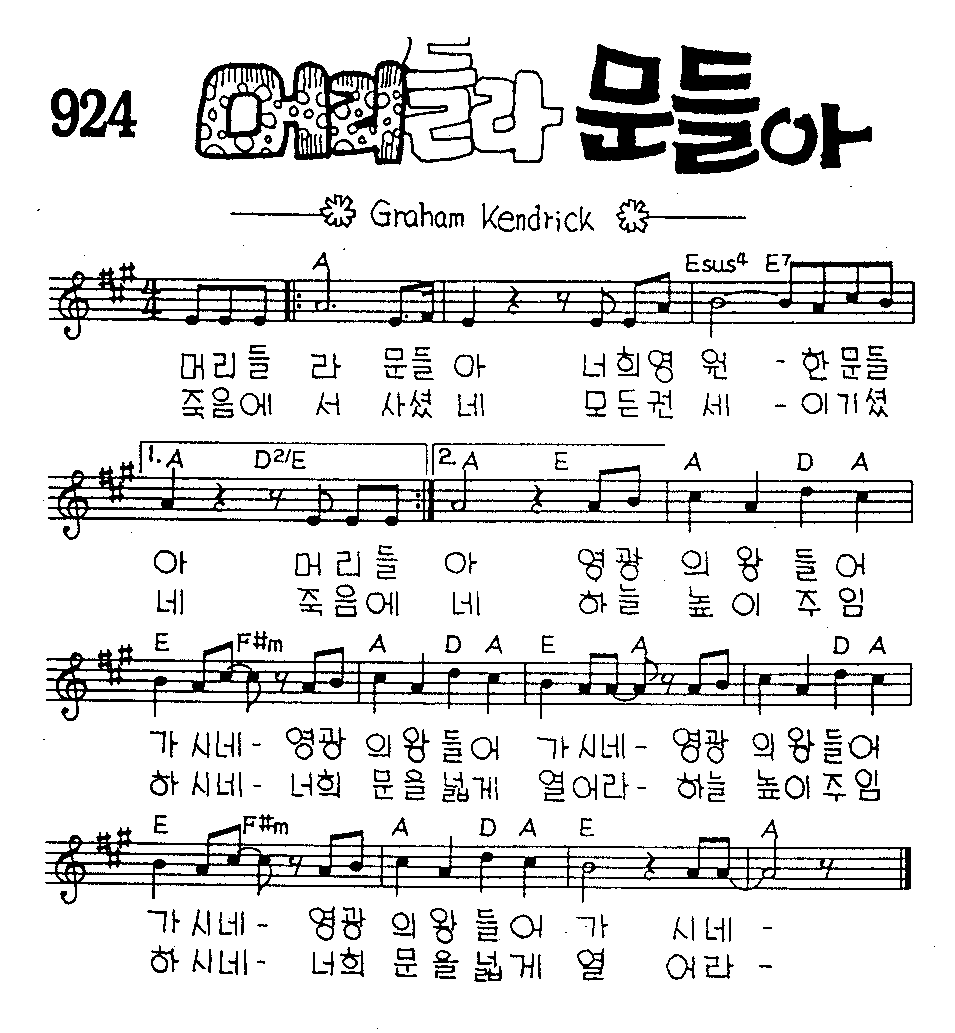 924
머리들라 문들아
Graham Kendrick
A Esus4 E7
머리들 라 문들 아 너희영 원 - 한문들
죽음에 서 사셨 네 모든권 세 - 이기셨
1. A D2/E 2. A E A D A
아 머리들 아 영광 의 왕 들어
네 죽음에 네 하늘 높이 주임
E F#m A D A E A D A
가 시네- 영광 의왕 들어 가시네- 영광 의왕들어
하 시네- 너희 문을 넓게 열어라- 하늘 높이주임
E F#m A D A E A
가 시네- 영광 의왕 들어 가 시네 -
하 시네- 너희 문을 넓게 열 어라 -